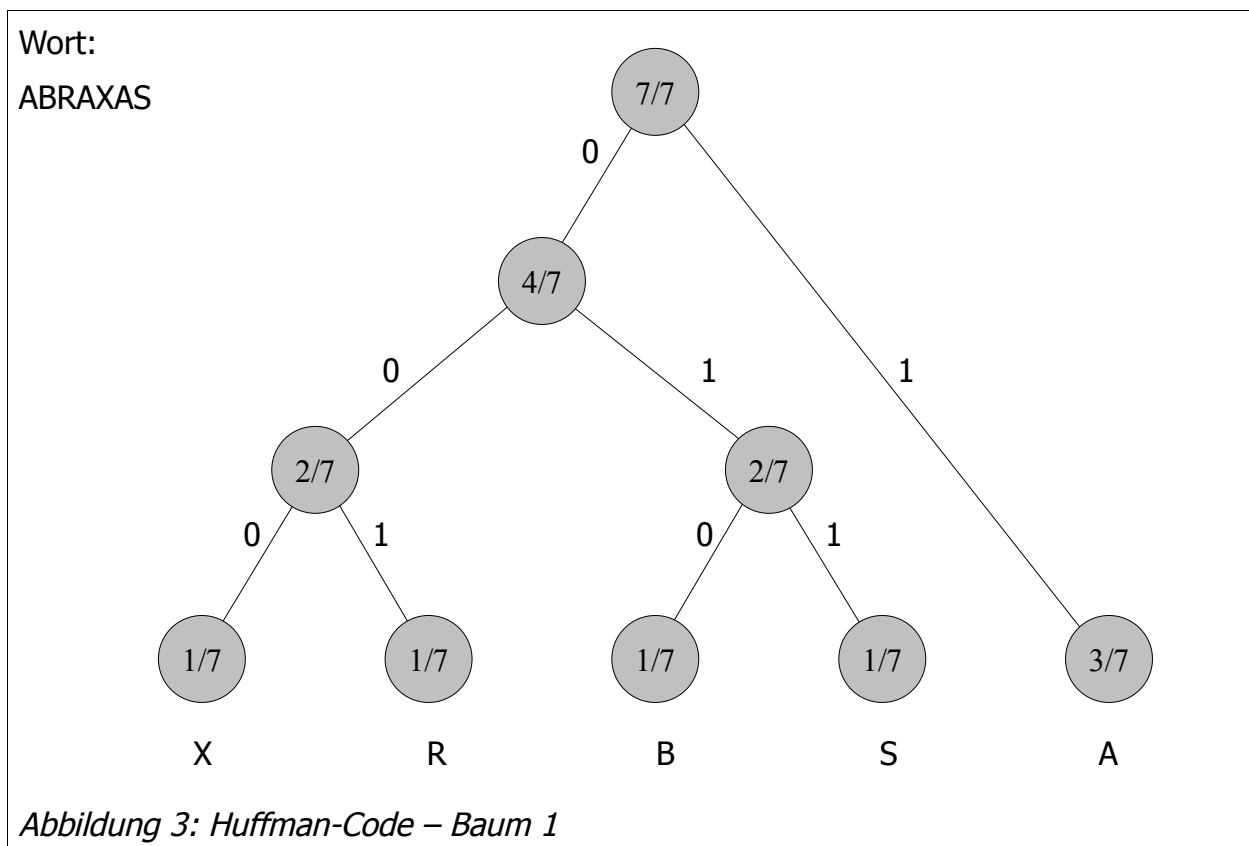 Wort:
ABRAXAS
7/7
0
4/7
0 1 1
2/7 2/7
0 1 0 1
1/7 1/7 1/7 1/7 3/7
X R B S A
Abbildung 3: Huffman-Code – Baum 1